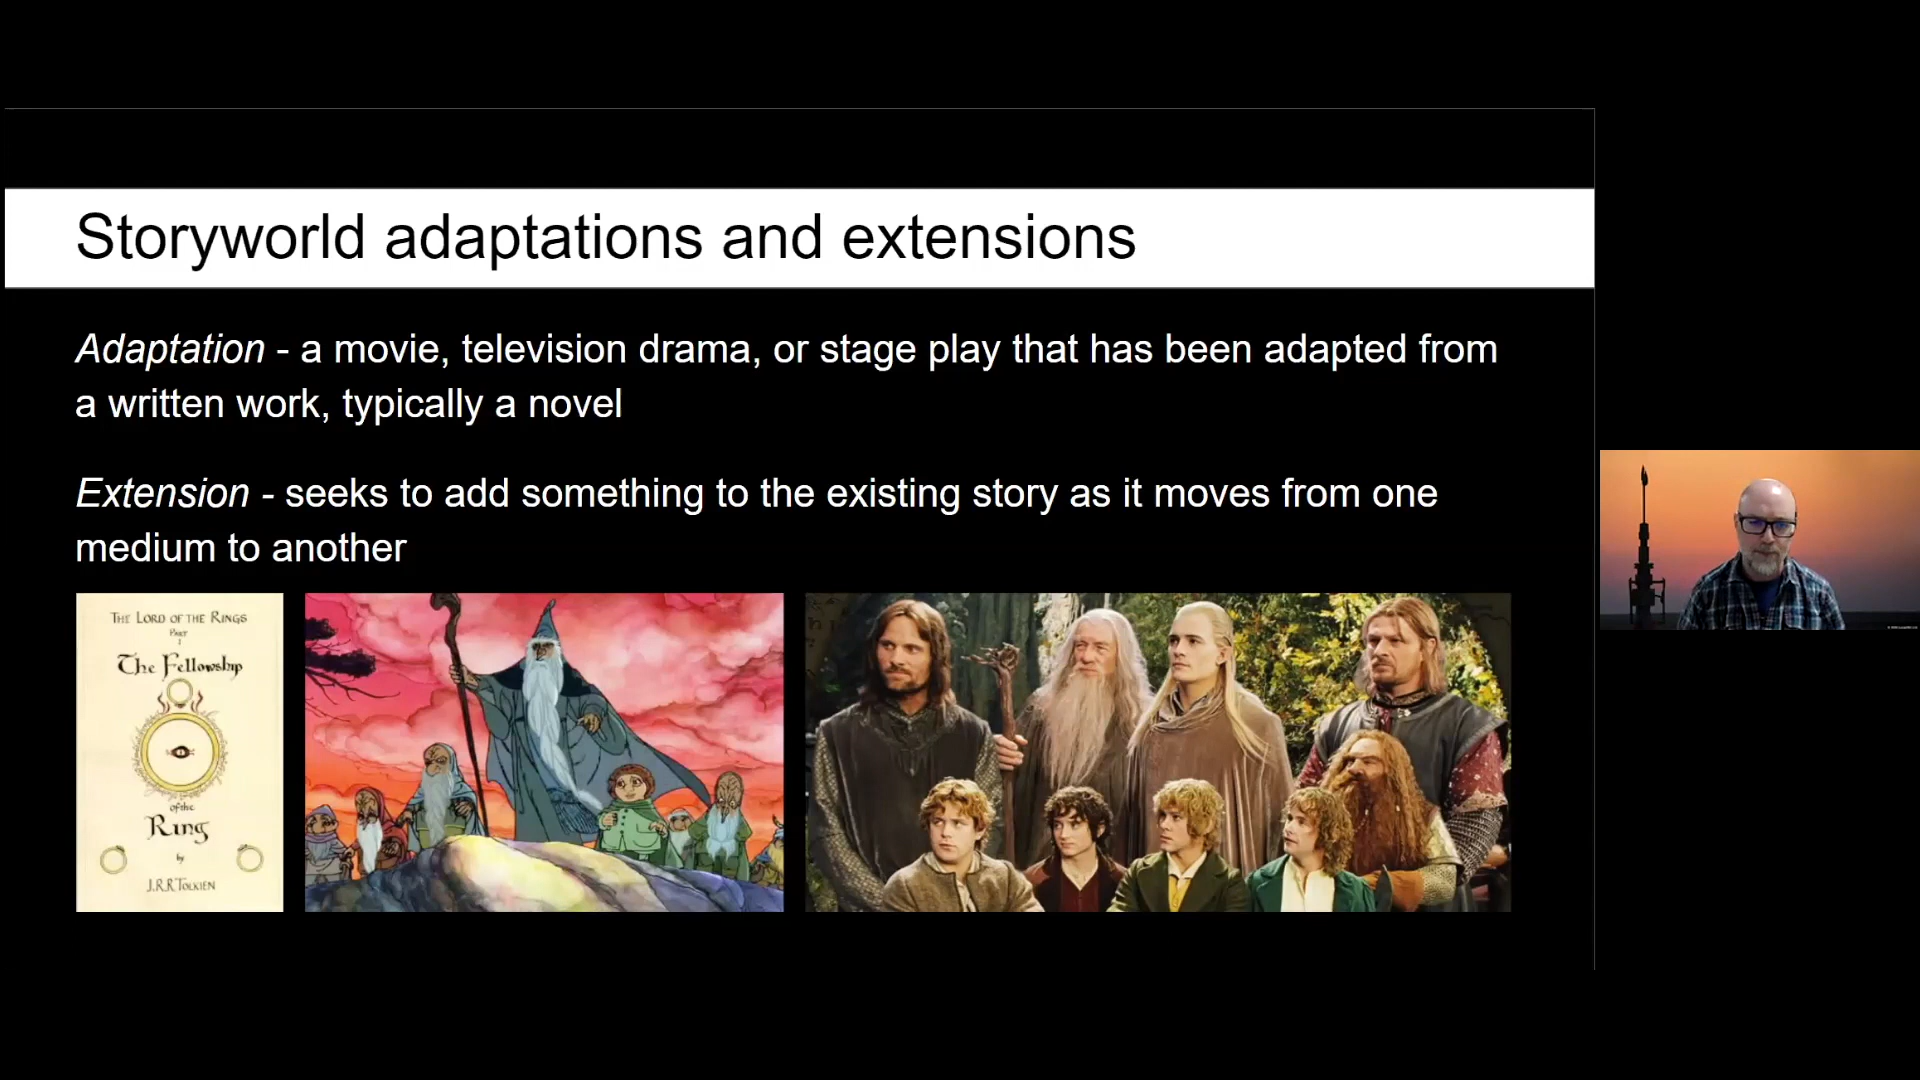 Storyworld adaptations and extensions
Adaptation - a movie, television drama, or stage play that has been adapted from
a written work, typically a novel
Extension - seeks to add something to the existing story as it moves from one
medium to another
THE LORD OF THE RINGS
PART
1
The Fellowship
of the
Ring
by
J.R.R. TOLKIEN